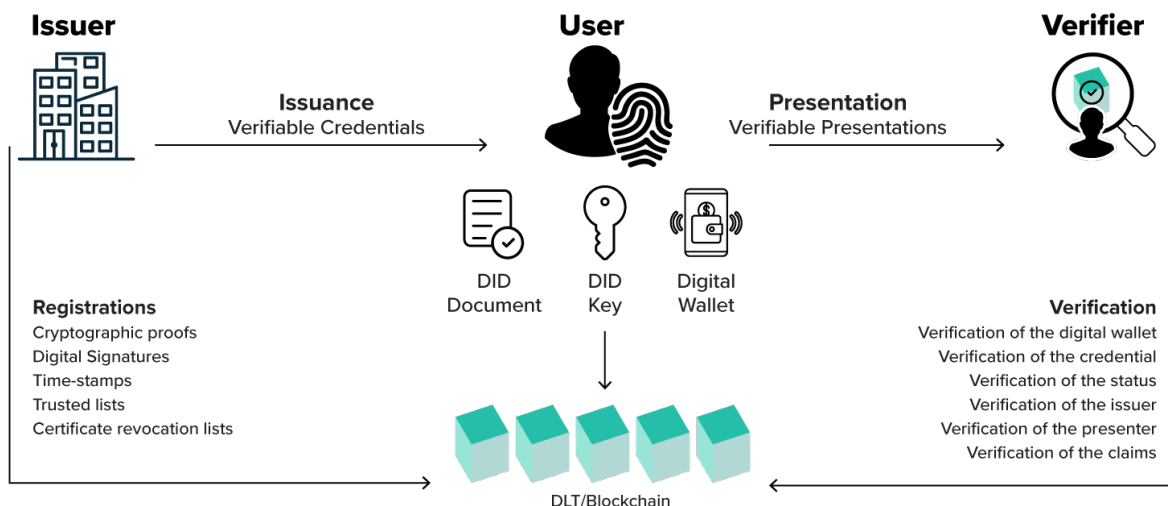 Issuer
User
Verifier
Issuance
Verifiable Credentials
Presentation
Verifiable Presentations
$
DID
Document
DID
Key
Digital
Wallet
Registrations
Cryptographic proofs
Digital Signatures
Time-stamps
Trusted lists
Certificate revocation lists
Verification
Verification of the digital wallet
Verification of the credential
Verification of the status
Verification of the issuer
Verification of the presenter
Verification of the claims
DLT/Blockchain